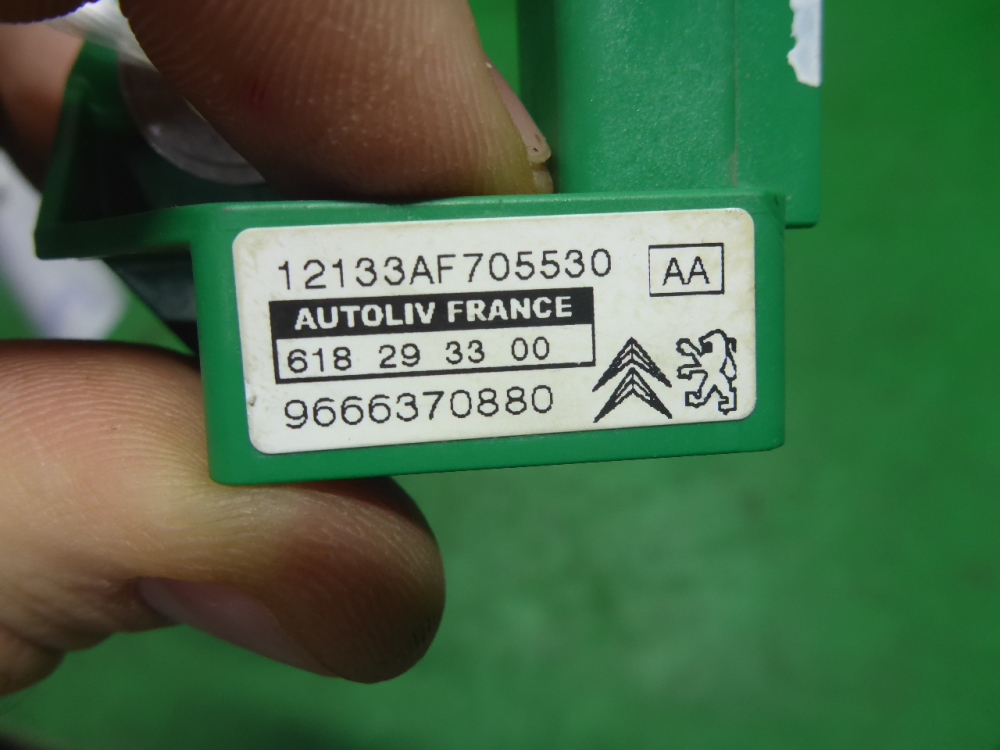 12133AF705530
AA
AUTOLIV FRANCE
618 29 33 00
9666370880